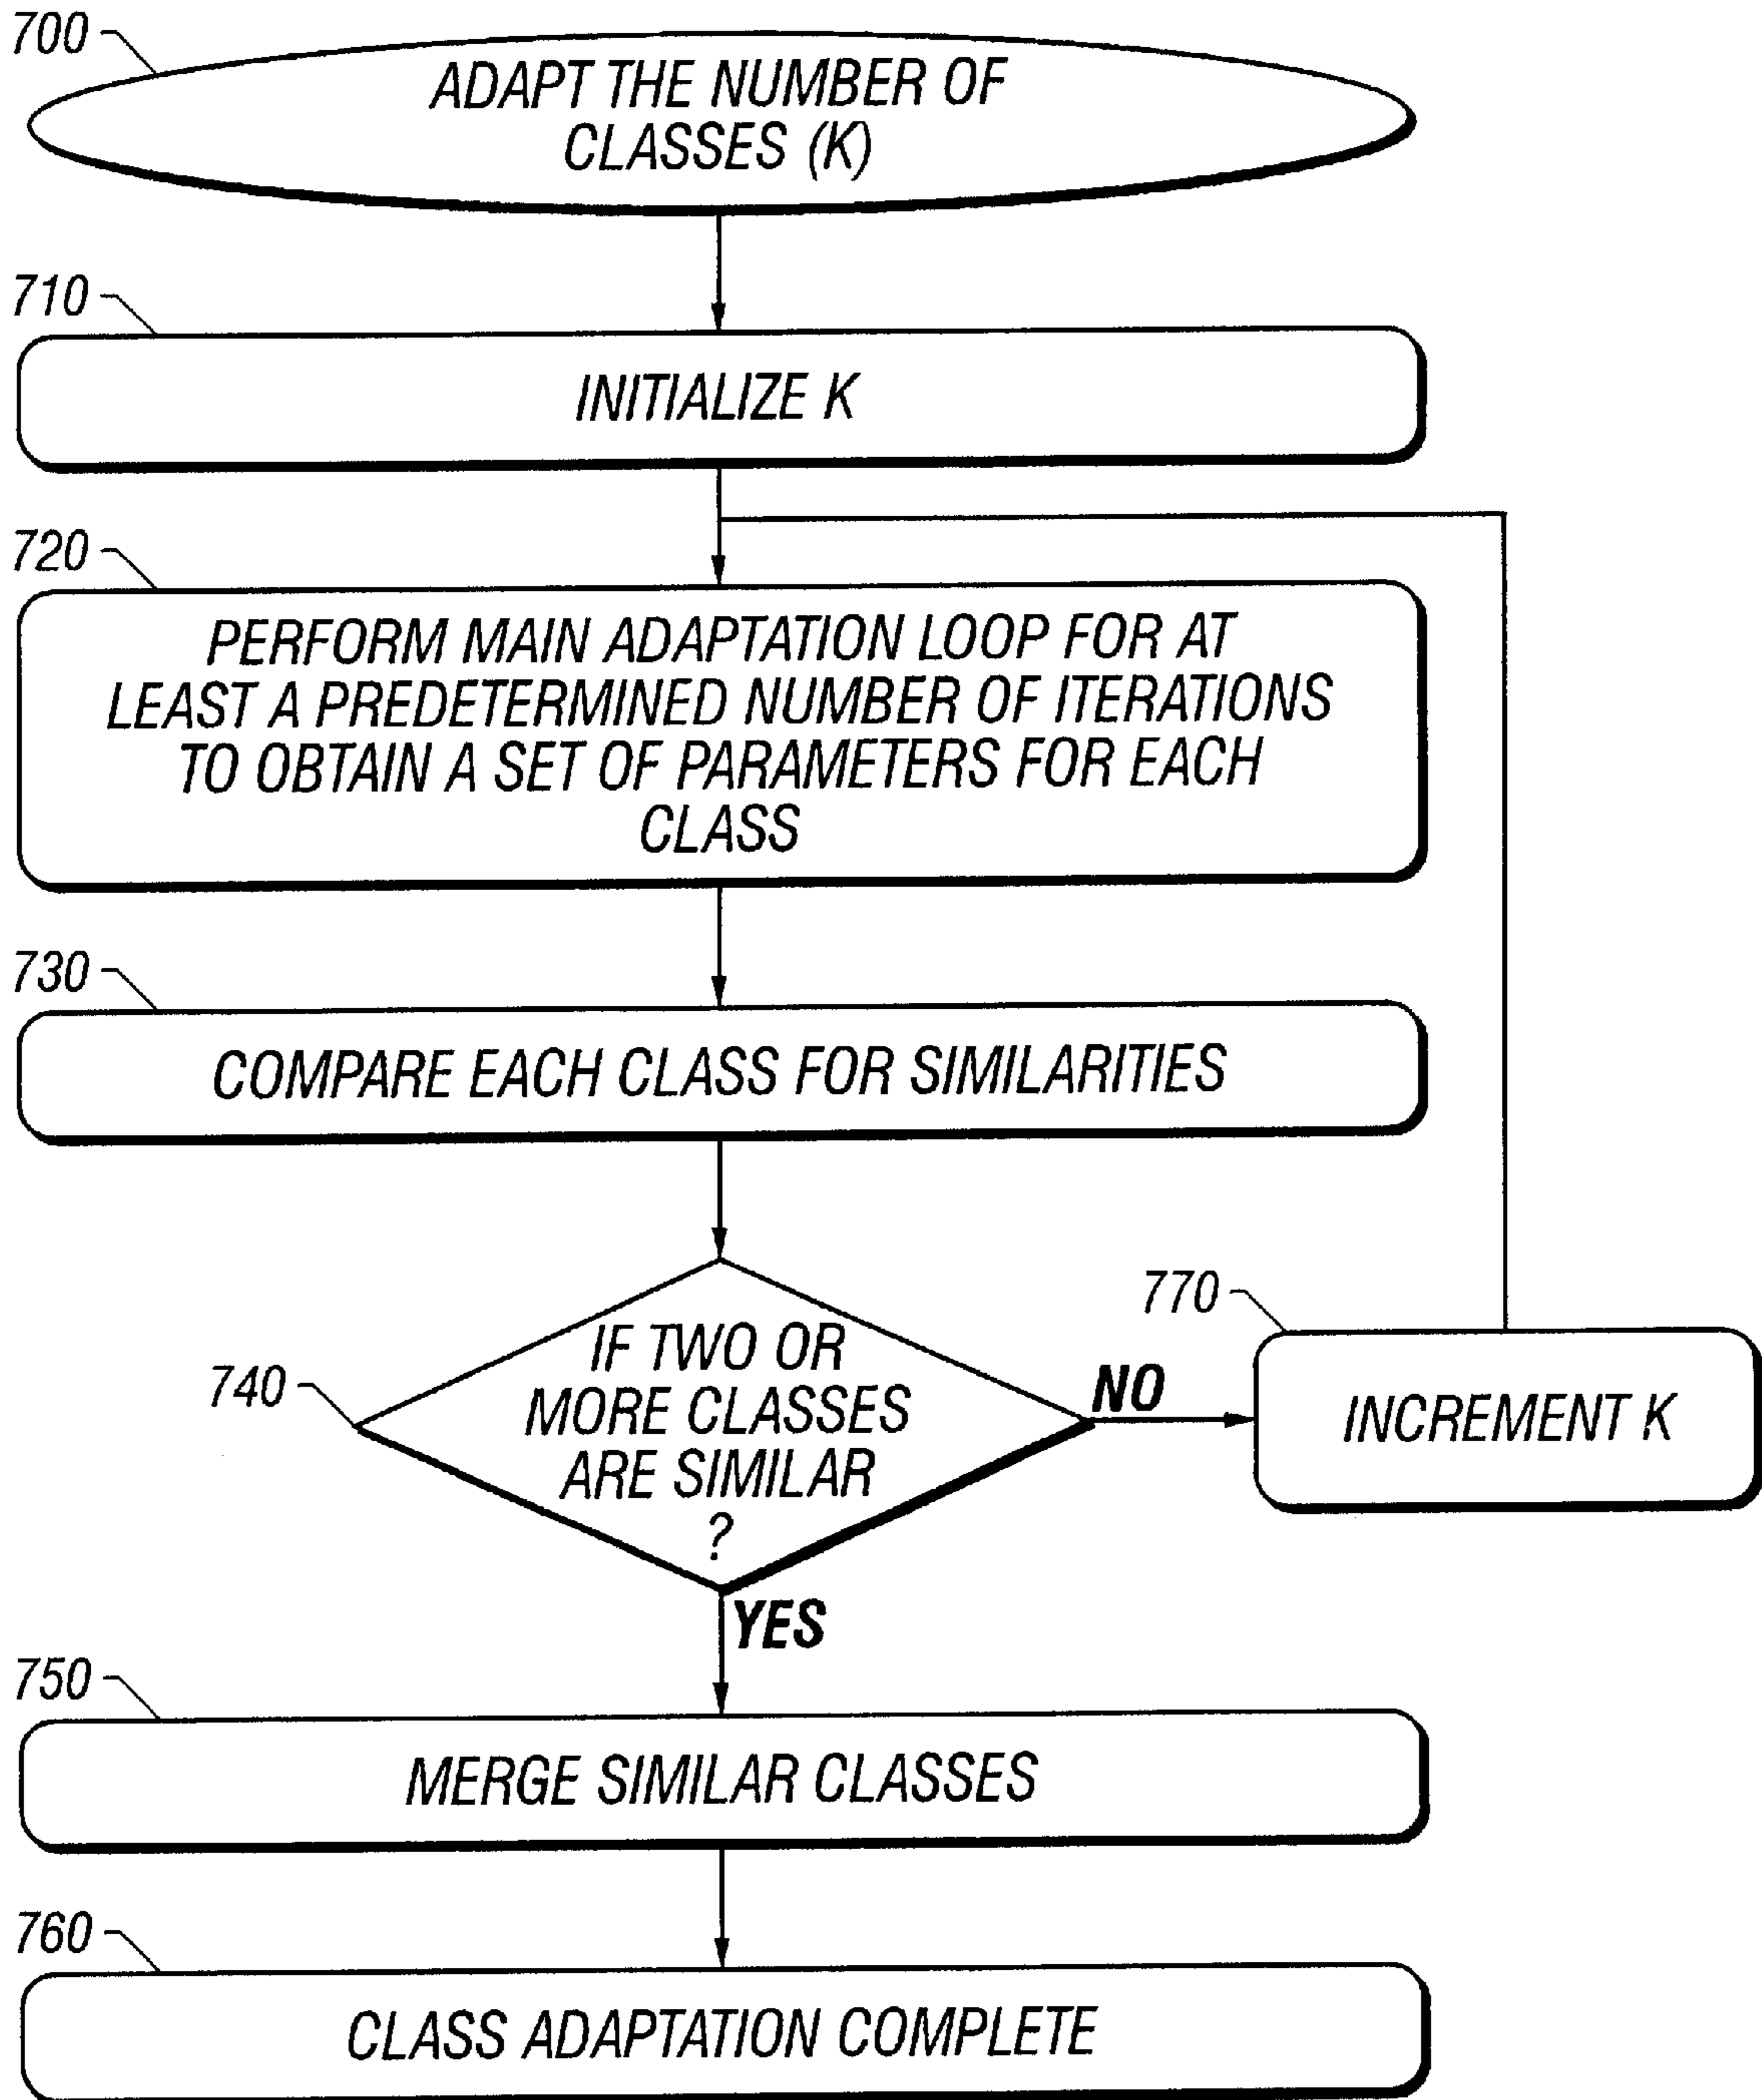 700
ADAPT THE NUMBER OF
CLASSES (K)
710
INITIALIZE K
720
PERFORM MAIN ADAPTATION LOOP FOR AT
LEAST A PREDETERMINED NUMBER OF ITERATIONS
TO OBTAIN A SET OF PARAMETERS FOR EACH
CLASS
730
COMPARE EACH CLASS FOR SIMILARITIES
740
IF TWO OR
MORE CLASSES
ARE SIMILAR
?
NO
770
INCREMENT K
YES
750
MERGE SIMILAR CLASSES
760
CLASS ADAPTATION COMPLETE